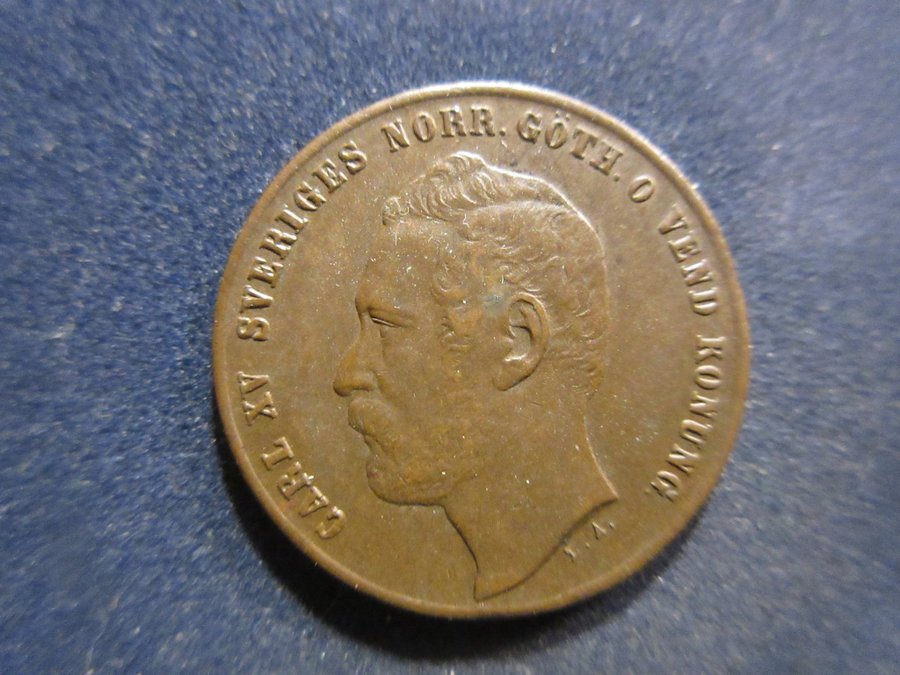 CARL XV SVERIGES NORR. GÖTH. O VEND KONUNG.
L.A.